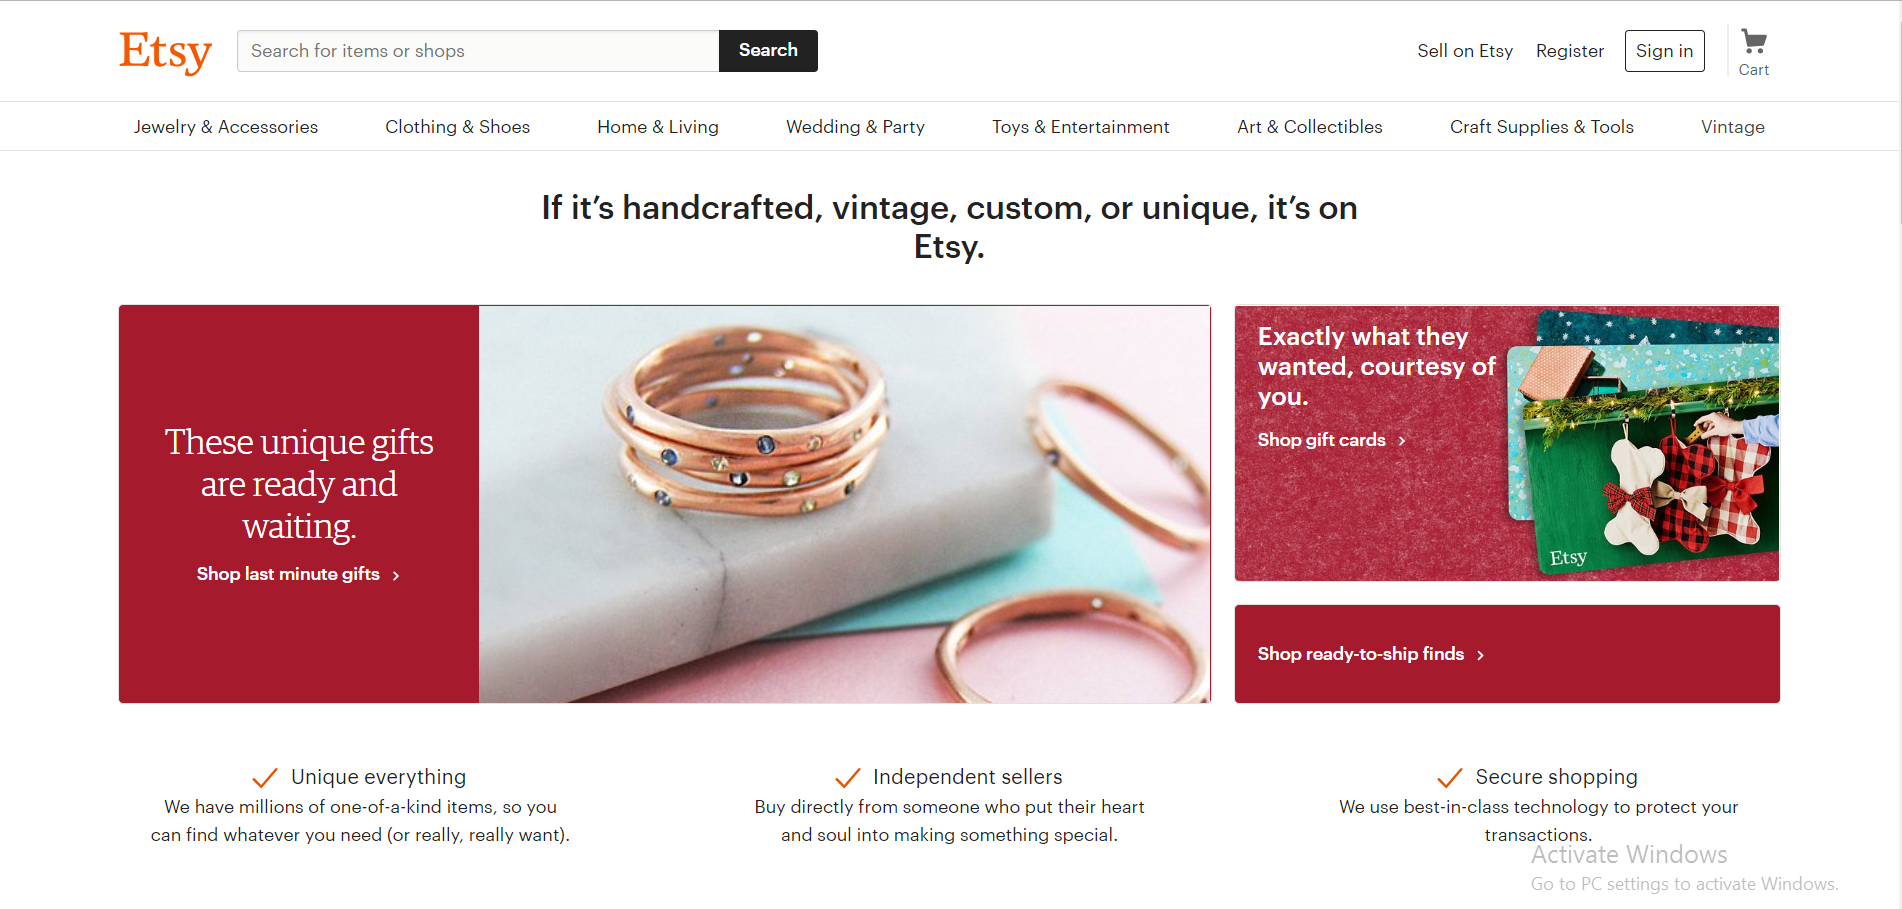 Etsy
Search for items or shops
Search
Sell on Etsy
Register
Sign in
Cart
Jewelry & Accessories
Clothing & Shoes
Home & Living
Wedding & Party
Toys & Entertainment
Art & Collectibles
Craft Supplies & Tools
Vintage
If it’s handcrafted, vintage, custom, or unique, it’s on
Etsy.
These unique gifts
are ready and
waiting.
Shop last minute gifts
Exactly what they
wanted, courtesy of
you.
Shop gift cards
Etsy
Shop ready-to-ship finds
Unique everything
We have millions of one-of-a-kind items, so you
can find whatever you need (or really, really want).
Independent sellers
Buy directly from someone who put their heart
and soul into making something special.
Secure shopping
We use best-in-class technology to protect your
transactions.
Activate Windows
Go to PC settings to activate Windows.